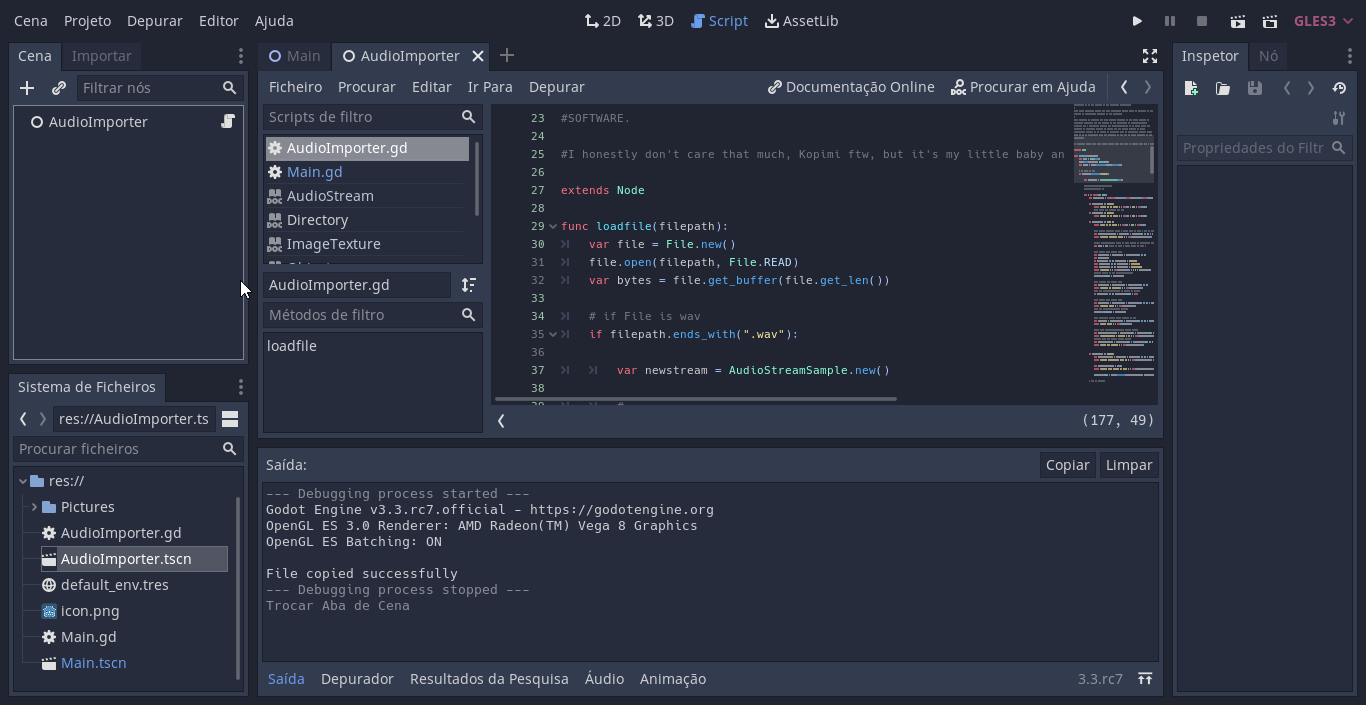 Cena Projeto Depurar Editor Ajuda
2D 3D Script AssetLib
GLES3
Cena Importar
Filtrar nós
AudioImporter
Sistema de Ficheiros
res://AudioImporter.ts
Procurar ficheiros
res://
Pictures
AudioImporter.gd
AudioImporter.tscn
default_env.tres
icon.png
Main.gd
Main.tscn
Main AudioImporter
Ficheiro Procurar Editar Ir Para Depurar
Documentação Online Procurar em Ajuda
Scripts de filtro
AudioImporter.gd
Main.gd
AudioStream
Directory
ImageTexture
AudioImporter.gd
Métodos de filtro
loadfile
23 #SOFTWARE.
24
25 #I honestly don't care that much, Kopimi ftw, but it's my little baby an
26
27 extends Node
28
29 func loadfile(filepath):
30 var file = File.new()
31 file.open(filepath, File.READ)
32 var bytes = file.get_buffer(file.get_len())
33
34 # if File is wav
35 if filepath.ends_with(".wav"):
36
37 var newstream = AudioStreamSample.new()
38
(177, 49)
Saída:
Copiar Limpar
--- Debugging process started ---
Godot Engine v3.3.rc7.official - https://godotengine.org
OpenGL ES 3.0 Renderer: AMD Radeon(TM) Vega 8 Graphics
OpenGL ES Batching: ON
File copied successfully
--- Debugging process stopped ---
Trocar Aba de Cena
Saída Depurador Resultados da Pesquisa Áudio Animação
3.3.rc7
Inspetor Nó
Propriedades do Filtr